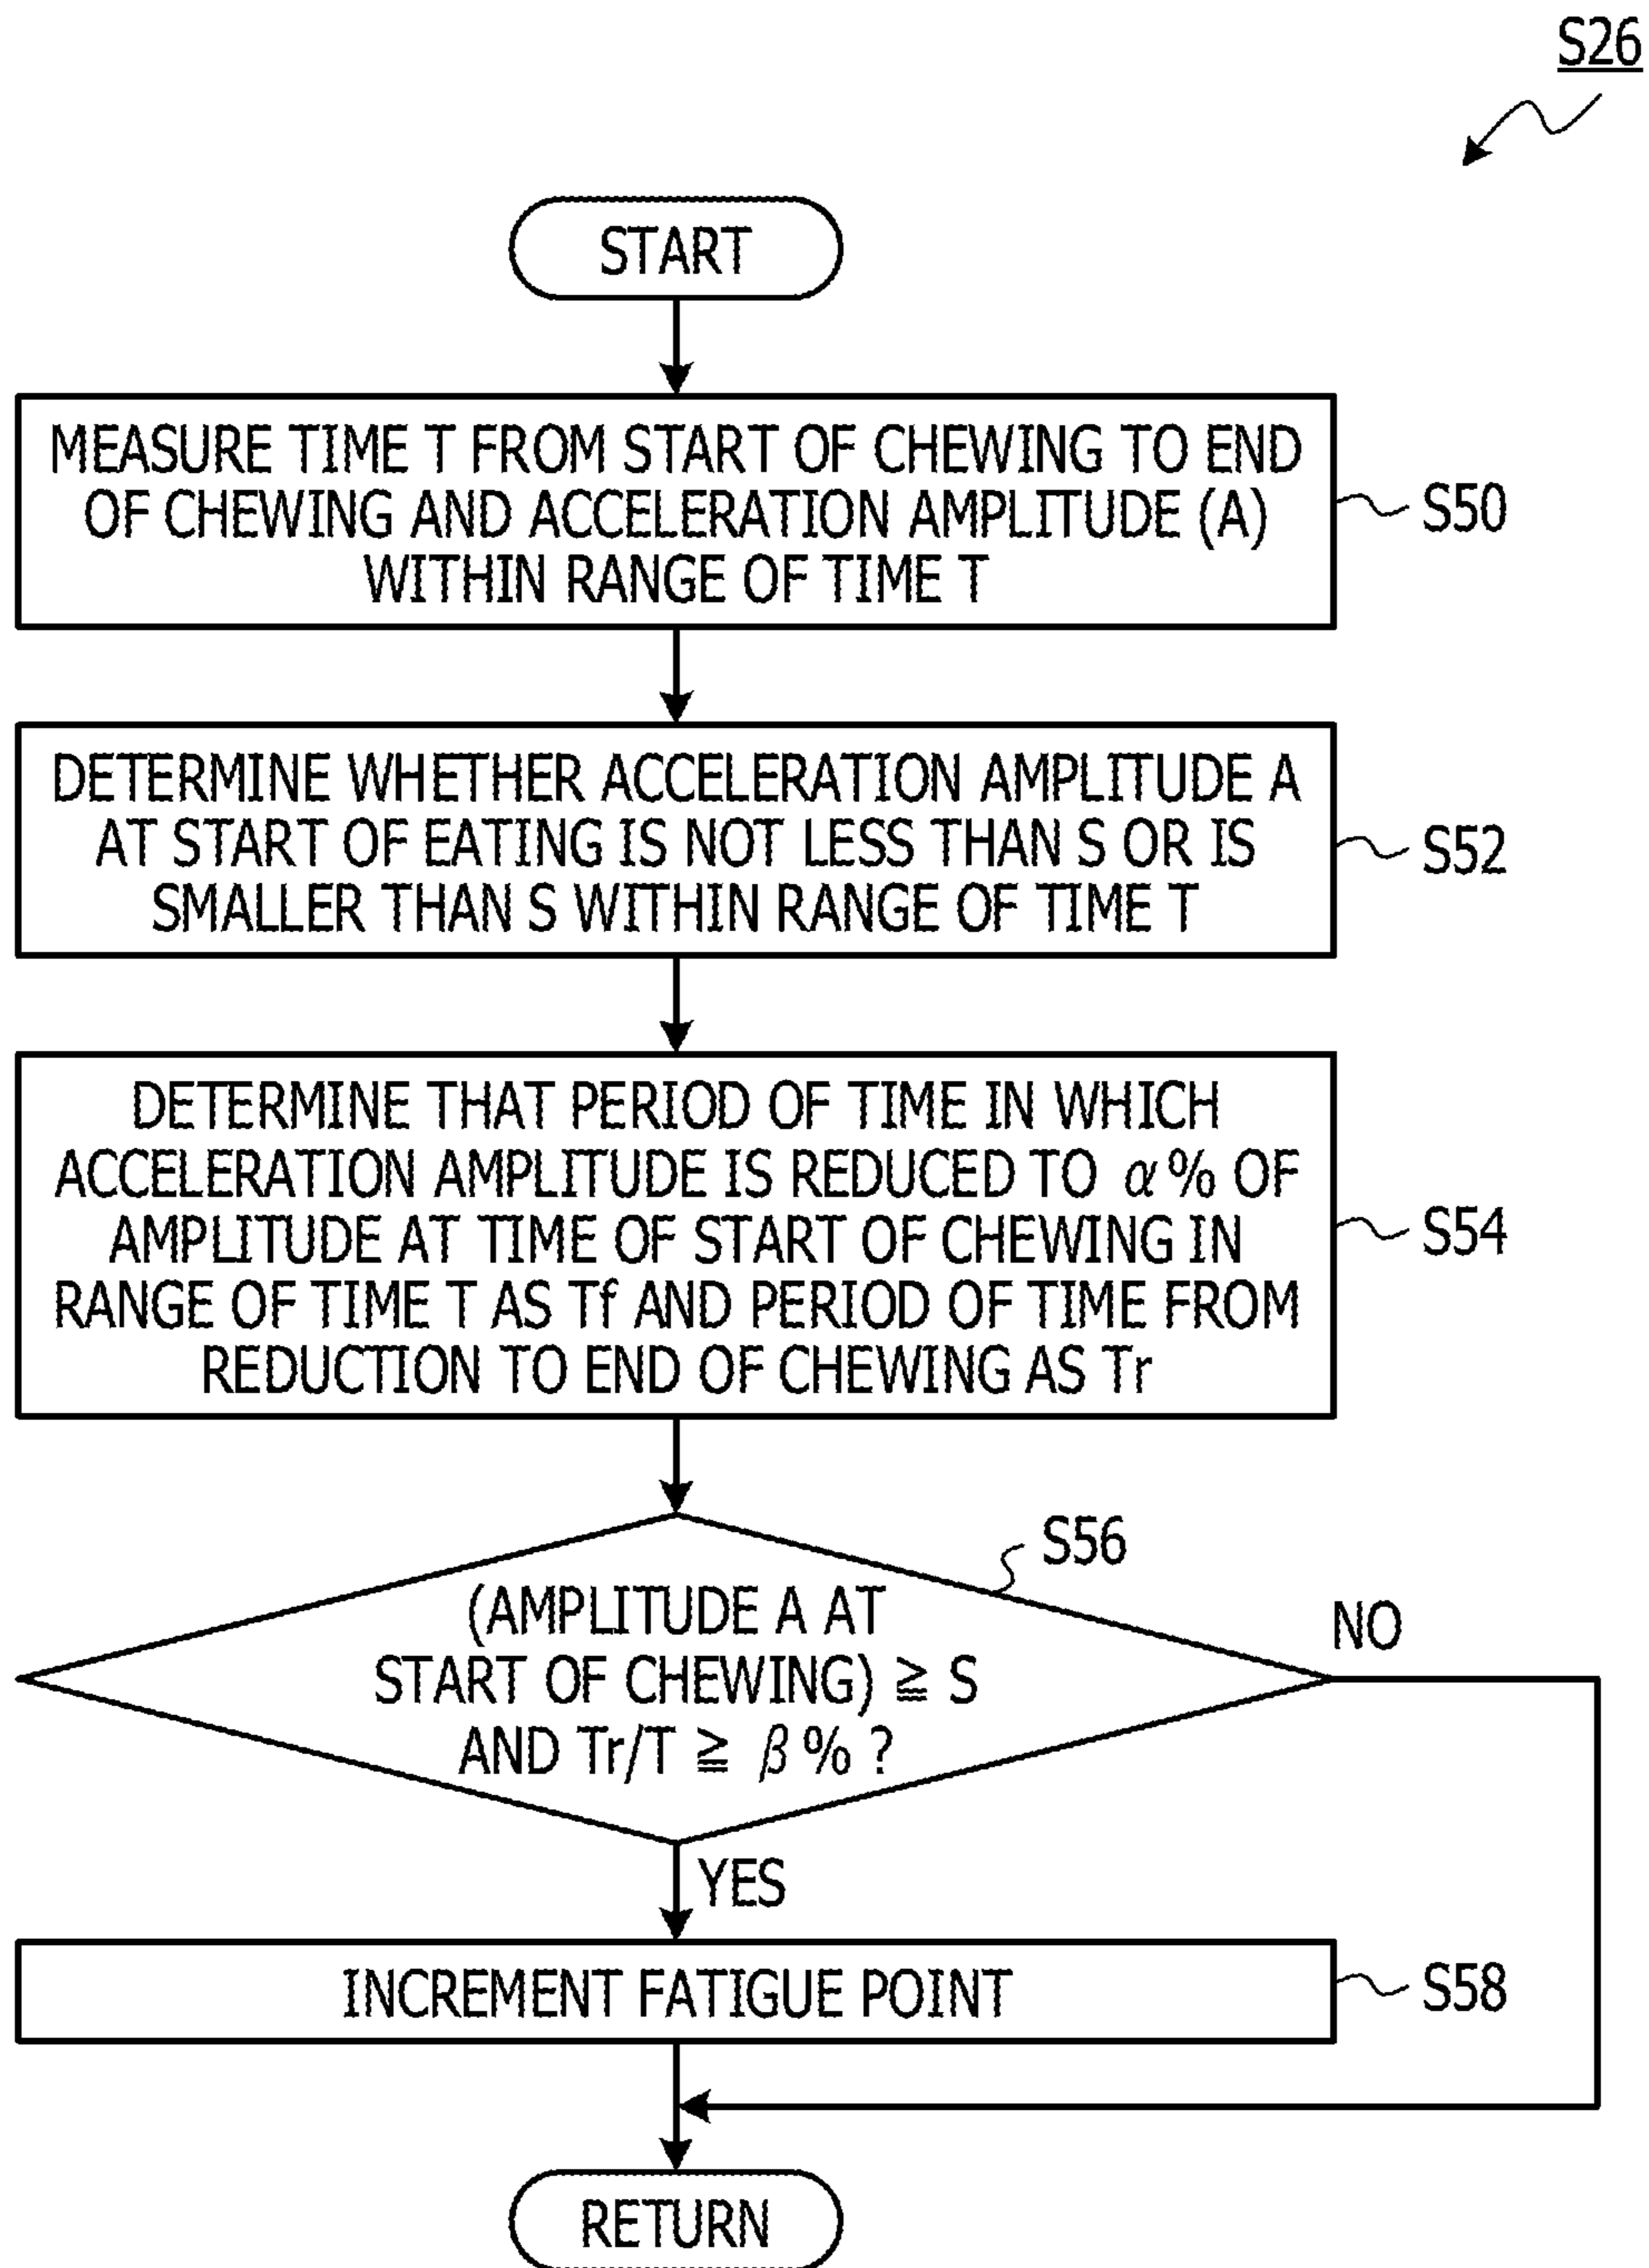 S26
START
MEASURE TIME T FROM START OF CHEWING TO END
OF CHEWING AND ACCELERATION AMPLITUDE (A)
WITHIN RANGE OF TIME T
S50
DETERMINE WHETHER ACCELERATION AMPLITUDE A
AT START OF EATING IS NOT LESS THAN S OR IS
SMALLER THAN S WITHIN RANGE OF TIME T
S52
DETERMINE THAT PERIOD OF TIME IN WHICH
ACCELERATION AMPLITUDE IS REDUCED TO α% OF
AMPLITUDE AT TIME OF START OF CHEWING IN
RANGE OF TIME T AS Tf AND PERIOD OF TIME FROM
REDUCTION TO END OF CHEWING AS Tr
S54
S56
(AMPLITUDE A AT
START OF CHEWING) ≧ S
AND Tr/T ≧ β%?
NO
YES
INCREMENT FATIGUE POINT
S58
RETURN